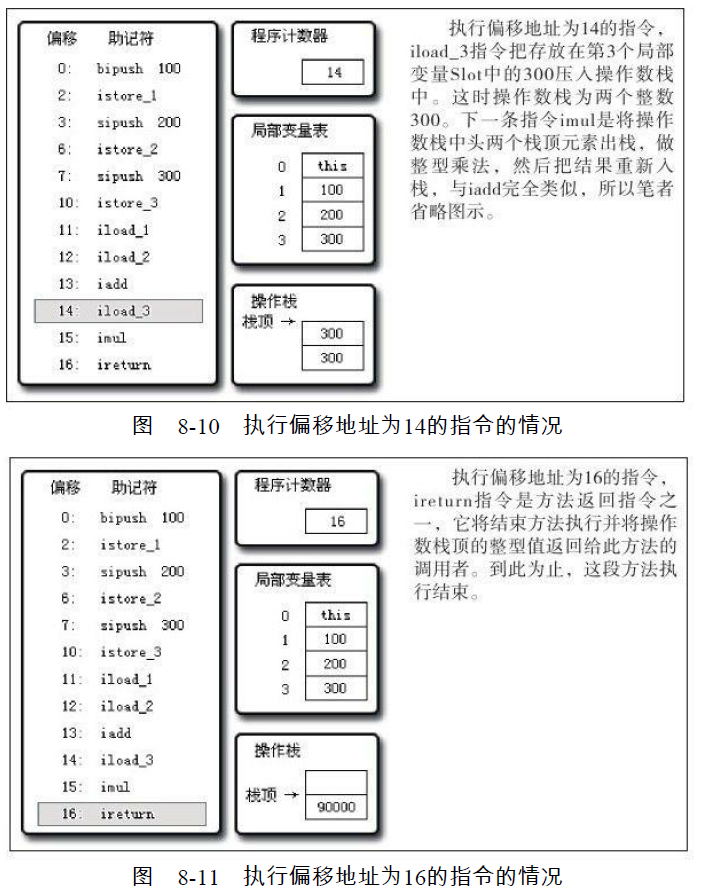 偏移 助记符
0: bipush 100
2: istore_1
3: sipush 200
6: istore_2
7: sipush 300
10: istore_3
11: iload_1
12: iload_2
13: iadd
14: iload_3
15: imul
16: ireturn
程序计数器
14
局部变量表
0 this
1 100
2 200
3 300
操作栈
栈顶 →
300
300
执行偏移地址为14的指令，
iload_3指令把存放在第3个局部
变量Slot中的300压入操作数栈
中。这时操作数栈为两个整数
300。下一条指令imul是将操作
数栈中头两个栈顶元素出栈，做
整型乘法，然后把结果重新入
栈，与iadd完全类似，所以笔者
省略图示。
图 8-10 执行偏移地址为14的指令的情况
偏移 助记符
0: bipush 100
2: istore_1
3: sipush 200
6: istore_2
7: sipush 300
10: istore_3
11: iload_1
12: iload_2
13: iadd
14: iload_3
15: imul
16: ireturn
程序计数器
16
局部变量表
0 this
1 100
2 200
3 300
操作栈
栈顶 →
90000
执行偏移地址为16的指令，
ireturn指令是方法返回指令之
一，它将结束方法执行并将操作
数栈顶的整型值返回给此方法的
调用者。到此为止，这段方法执
行结束。
图 8-11 执行偏移地址为16的指令的情况